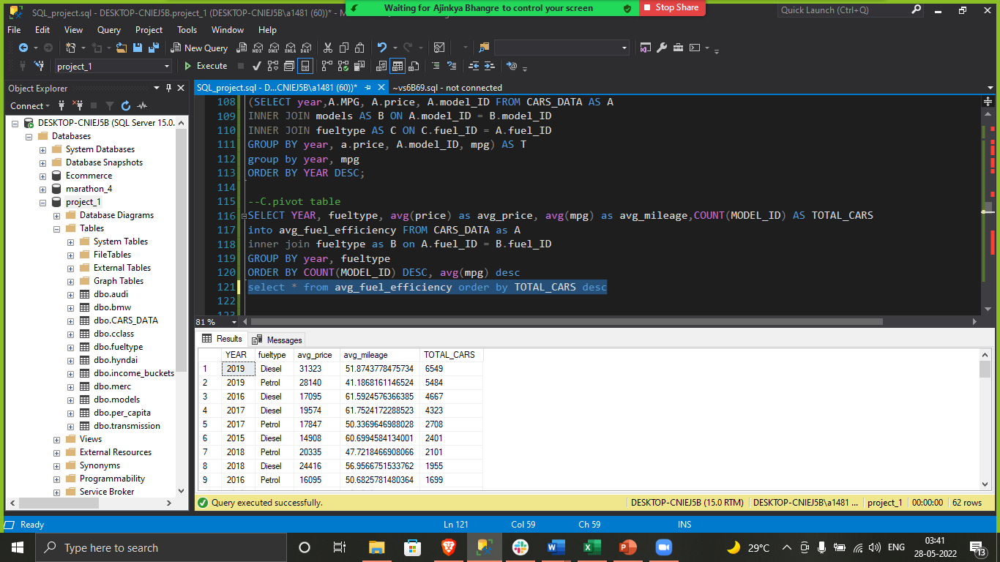 SQL_project.sql - DESKTOP-CNIEJ5B.project_1 (DESKTOP-CNIEJ5B\a1481 (60))* - M
Waiting for Ajinkya Bhangre to control your screen
Stop Share
Quick Launch (Ctrl+Q)
File Edit View Query Project Tools Window Help
New Query
MDX DMX XMLA DAX
project_1
Execute
Object Explorer
SQL_project.sql - D...CNIEJ5B\a1481 (60))*
~vs6B69.sql - not connected
Connect
DESKTOP-CNIEJ5B (SQL Server 15.0.
Databases
System Databases
Database Snapshots
Ecommerce
marathon_4
project_1
Database Diagrams
Tables
System Tables
FileTables
External Tables
Graph Tables
dbo.audi
dbo.bmw
dbo.CARS_DATA
dbo.cclass
dbo.fueltype
dbo.hyndai
dbo.income_buckets
dbo.merc
dbo.models
dbo.per_capita
dbo.transmission
Views
External Resources
Synonyms
Programmability
Service Broker
108 (SELECT year,A.MPG, A.price, A.model_ID FROM CARS_DATA AS A
109 INNER JOIN models AS B ON A.model_ID = B.model_ID
110 INNER JOIN fueltype AS C ON C.fuel_ID = A.fuel_ID
111 GROUP BY year, a.price, A.model_ID, mpg) AS T
112 group by year, mpg
113 ORDER BY YEAR DESC;
114
115 --C.pivot table
116 SELECT YEAR, fueltype, avg(price) as avg_price, avg(mpg) as avg_mileage,COUNT(MODEL_ID) AS TOTAL_CARS
117 into avg_fuel_efficiency FROM CARS_DATA as A
118 inner join fueltype as B on A.fuel_ID = B.fuel_ID
119 GROUP BY year, fueltype
120 ORDER BY COUNT(MODEL_ID) DESC, avg(mpg) desc
121 select * from avg_fuel_efficiency order by TOTAL_CARS desc
122
123
81 %
Results Messages
YEAR fueltype avg_price avg_mileage TOTAL_CARS
1 2019 Diesel 31323 51.8743778475734 6549
2 2019 Petrol 28140 41.1868161146524 5484
3 2016 Diesel 17095 61.5924576366385 4667
4 2017 Diesel 19574 61.7524172288523 4323
5 2017 Petrol 17847 50.3369646988028 2708
6 2015 Diesel 14908 60.6994584134001 2401
7 2018 Petrol 20335 47.7218466908066 2101
8 2018 Diesel 24416 56.9566751533762 1955
9 2016 Petrol 16095 50.6825781480364 1699
Query executed successfully.
DESKTOP-CNIEJ5B (15.0 RTM) DESKTOP-CNIEJ5B\a1481 ... project_1 00:00:00 62 rows
Ready Ln 121 Col 59 Ch 59 INS
Type here to search
29°C
ENG
03:41
28-05-2022
13